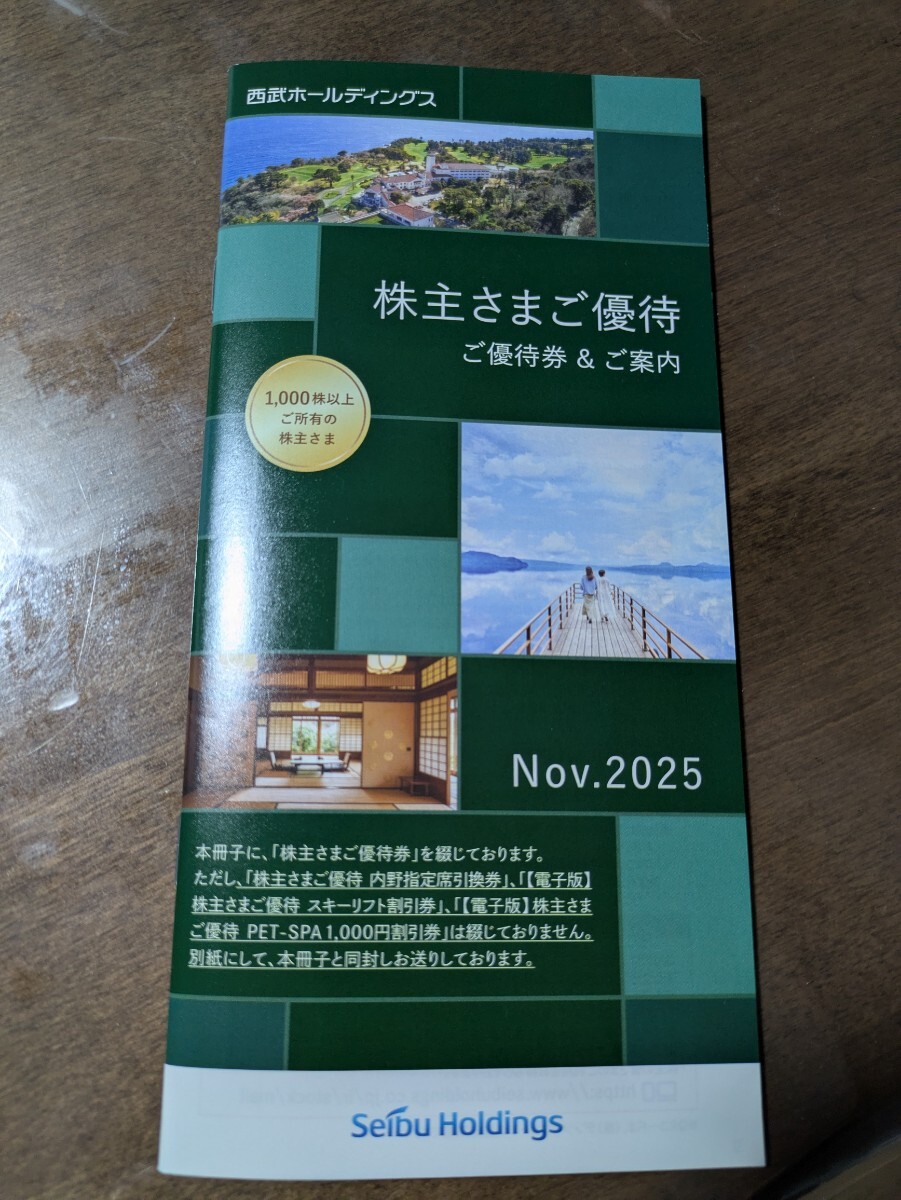 西武ホールディングス
株主さまご優待
ご優待券 & ご案内
1,000株以上
ご所有の
株主さま
Nov.2025
本冊子に、「株主さまご優待券」を綴じております。
ただし、「株主さまご優待 内野指定席引換券」、「【電子版】
株主さまご優待 スキーリフト割引券」、「【電子版】株主さま
ご優待 PET-SPA 1,000円割引券」は綴じておりません。
別紙にして、本冊子と同封しお送りしております。
Seibu Holdings